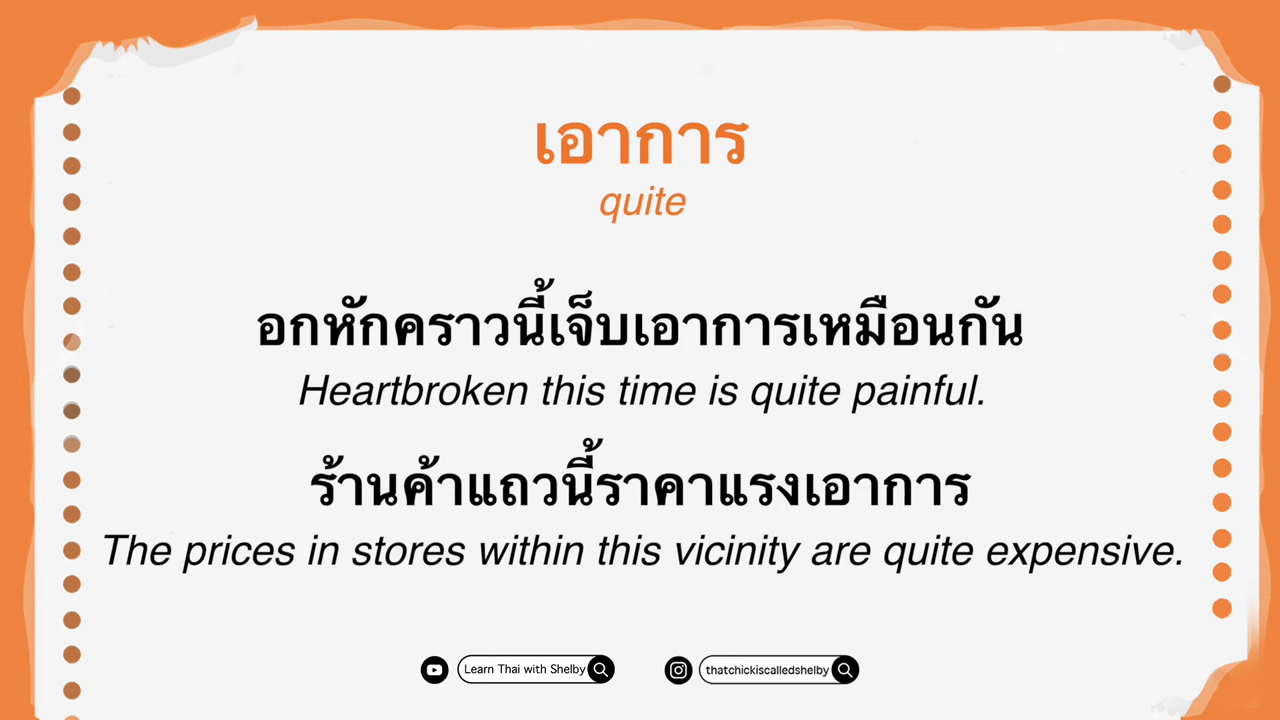 เอาการ
quite
อกหักคราวนี้เจ็บเอาการเหมือนกัน
Heartbroken this time is quite painful.
ร้านค้าแถวนี้ราคาแรงเอาการ
The prices in stores within this vicinity are quite expensive.
Learn Thai with Shelby
thatchickiscalledshelby